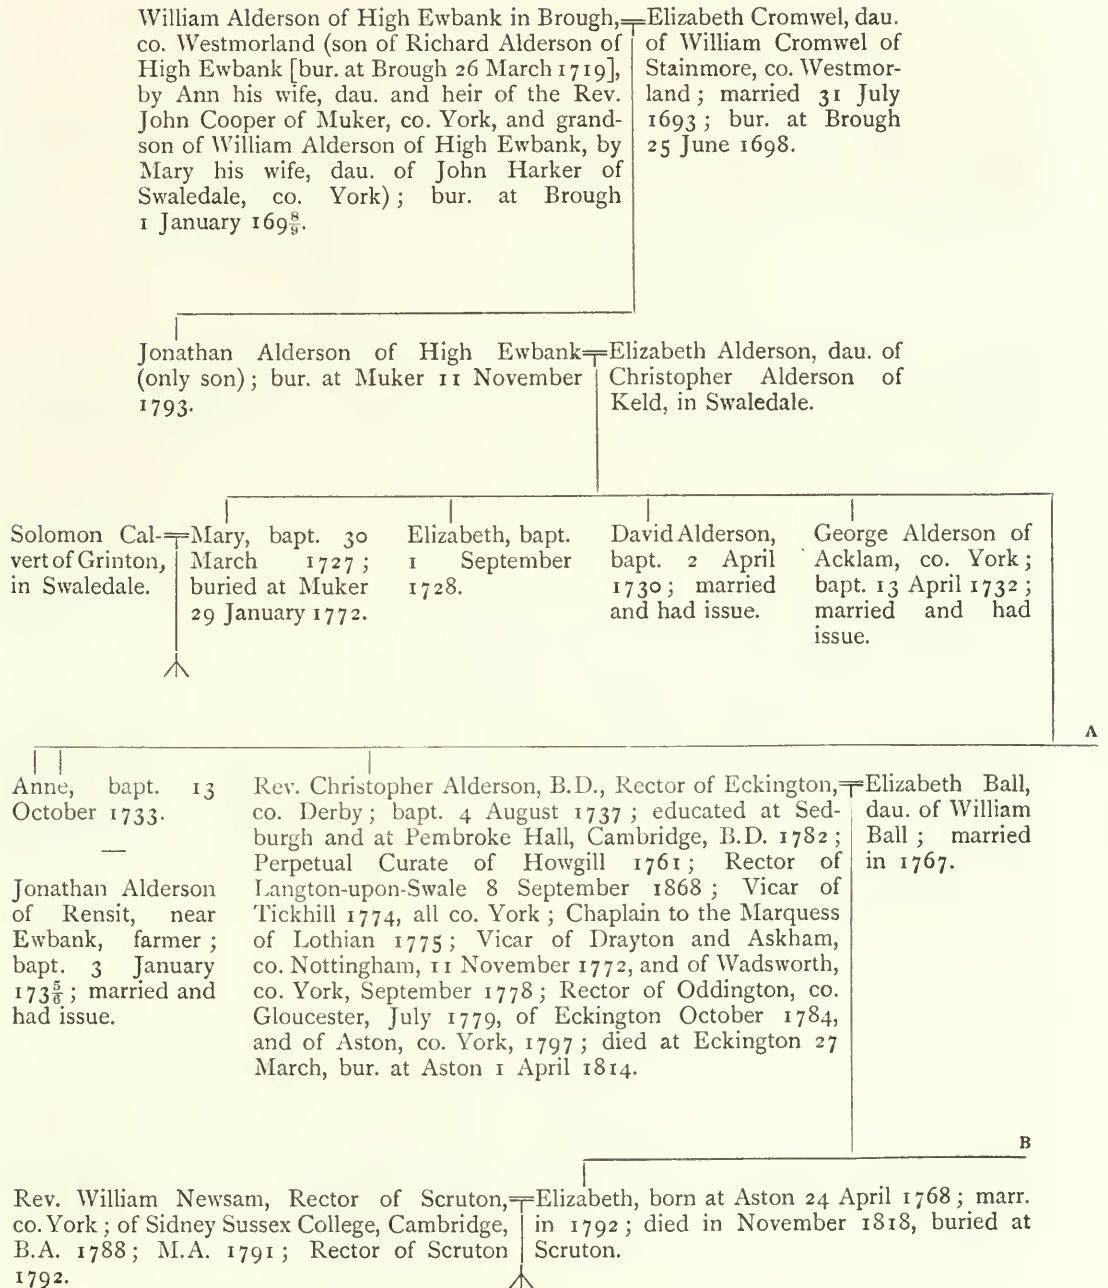 William Alderson of High Ewbank in Brough,
co. Westmorland (son of Richard Alderson of
High Ewbank [bur. at Brough 26 March 1719],
by Ann his wife, dau. and heir of the Rev.
John Cooper of Muker, co. York, and grand-
son of William Alderson of High Ewbank, by
Mary his wife, dau. of John Harker of
Swaledale, co. York); bur. at Brough
1 January 169 8/9.
Elizabeth Cromwel, dau.
of William Cromwel of
Stainmore, co. Westmor-
land; married 31 July
1693; bur. at Brough
25 June 1698.
Jonathan Alderson of High Ewbank
(only son); bur. at Muker 11 November
1793.
Elizabeth Alderson, dau. of
Christopher Alderson of
Keld, in Swaledale.
Solomon Cal-
vert of Grinton,
in Swaledale.
Mary, bapt. 30
March 1727;
buried at Muker
29 January 1772.
Elizabeth, bapt.
1 September
1728.
David Alderson,
bapt. 2 April
1730; married
and had issue.
George Alderson of
Acklam, co. York;
bapt. 13 April 1732;
married and had
issue.
A
Anne, bapt. 13
October 1733.
—
Jonathan Alderson
of Rensit, near
Ewbank, farmer;
bapt. 3 January
173 5/6; married and
had issue.
Rev. Christopher Alderson, B.D., Rector of Eckington,
co. Derby; bapt. 4 August 1737; educated at Sed-
burgh and at Pembroke Hall, Cambridge, B.D. 1782;
Perpetual Curate of Howgill 1761; Rector of
Langton-upon-Swale 8 September 1868; Vicar of
Tickhill 1774, all co. York; Chaplain to the Marquess
of Lothian 1775; Vicar of Drayton and Askham,
co. Nottingham, 11 November 1772, and of Wadsworth,
co. York, September 1778; Rector of Oddington, co.
Gloucester, July 1779, of Eckington October 1784,
and of Aston, co. York, 1797; died at Eckington 27
March, bur. at Aston 1 April 1814.
Elizabeth Ball,
dau. of William
Ball; married
in 1767.
B
Rev. William Newsam, Rector of Scruton,
co. York; of Sidney Sussex College, Cambridge,
B.A. 1788; M.A. 1791; Rector of Scruton
1792.
Elizabeth, born at Aston 24 April 1768; marr.
in 1792; died in November 1818, buried at
Scruton.